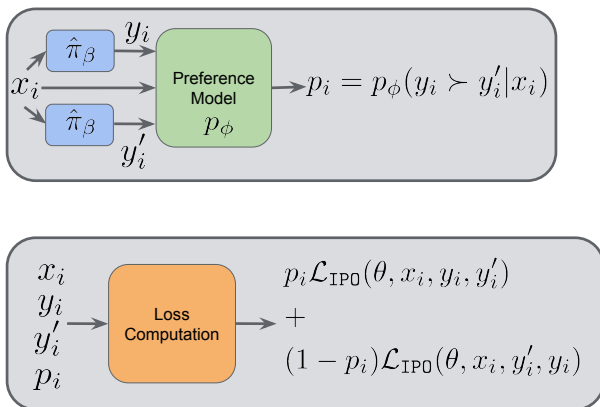 y_i
π̂_β
x_i
Preference
Model
p_ϕ
p_i = p_ϕ(y_i ≻ y'_i|x_i)
π̂_β
y'_i
x_i
y_i
y'_i
p_i
Loss
Computation
p_i ℒ_IPO(θ, x_i, y_i, y'_i)
+
(1 − p_i)ℒ_IPO(θ, x_i, y'_i, y_i)